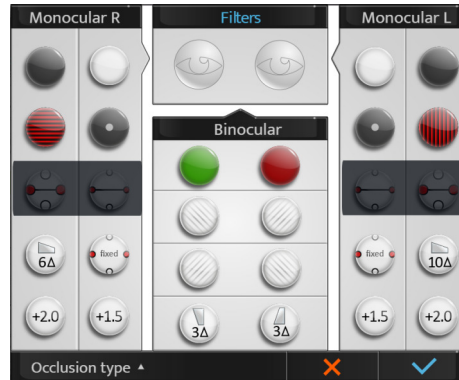 Monocular R
Filters
Monocular L
Binocular
6Δ
fixed
fixed
10Δ
+2.0
+1.5
3Δ
3Δ
+1.5
+2.0
Occlusion type